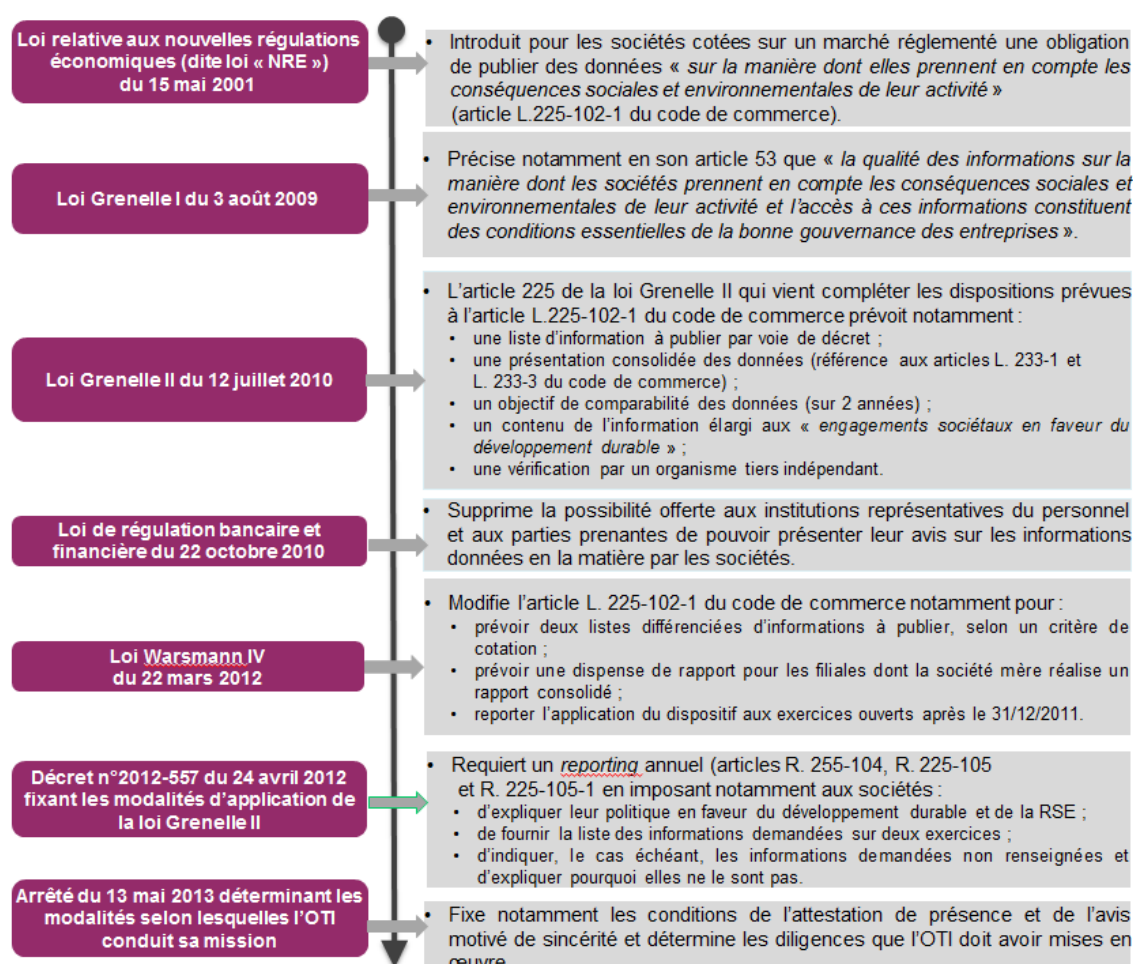 Loi relative aux nouvelles régulations
économiques (dite loi « NRE »)
du 15 mai 2001
• Introduit pour les sociétés cotées sur un marché réglementé une obligation
de publier des données « sur la manière dont elles prennent en compte les
conséquences sociales et environnementales de leur activité »
(article L.225-102-1 du code de commerce).
Loi Grenelle I du 3 août 2009
• Précise notamment en son article 53 que « la qualité des informations sur la
manière dont les sociétés prennent en compte les conséquences sociales et
environnementales de leur activité et l'accès à ces informations constituent
des conditions essentielles de la bonne gouvernance des entreprises ».
Loi Grenelle II du 12 juillet 2010
• L'article 225 de la loi Grenelle II qui vient compléter les dispositions prévues
à l'article L.225-102-1 du code de commerce prévoit notamment :
• une liste d'information à publier par voie de décret ;
• une présentation consolidée des données (référence aux articles L. 233-1 et
L. 233-3 du code de commerce) ;
• un objectif de comparabilité des données (sur 2 années) ;
• un contenu de l'information élargi aux « engagements sociétaux en faveur du
développement durable » ;
• une vérification par un organisme tiers indépendant.
Loi de régulation bancaire et
financière du 22 octobre 2010
• Supprime la possibilité offerte aux institutions représentatives du personnel
et aux parties prenantes de pouvoir présenter leur avis sur les informations
données en la matière par les sociétés.
Loi Warsmann IV
du 22 mars 2012
• Modifie l'article L. 225-102-1 du code de commerce notamment pour :
• prévoir deux listes différenciées d'informations à publier, selon un critère de
cotation ;
• prévoir une dispense de rapport pour les filiales dont la société mère réalise un
rapport consolidé ;
• reporter l'application du dispositif aux exercices ouverts après le 31/12/2011.
Décret n°2012-557 du 24 avril 2012
fixant les modalités d'application de
la loi Grenelle II
• Requiert un reporting annuel (articles R. 255-104, R. 225-105
et R. 225-105-1 en imposant notamment aux sociétés :
• d'expliquer leur politique en faveur du développement durable et de la RSE ;
• de fournir la liste des informations demandées sur deux exercices ;
• d'indiquer, le cas échéant, les informations demandées non renseignées et
d'expliquer pourquoi elles ne le sont pas.
Arrêté du 13 mai 2013 déterminant les
modalités selon lesquelles l'OTI
conduit sa mission
• Fixe notamment les conditions de l'attestation de présence et de l'avis
motivé de sincérité et détermine les diligences que l'OTI doit avoir mises en
œuvre